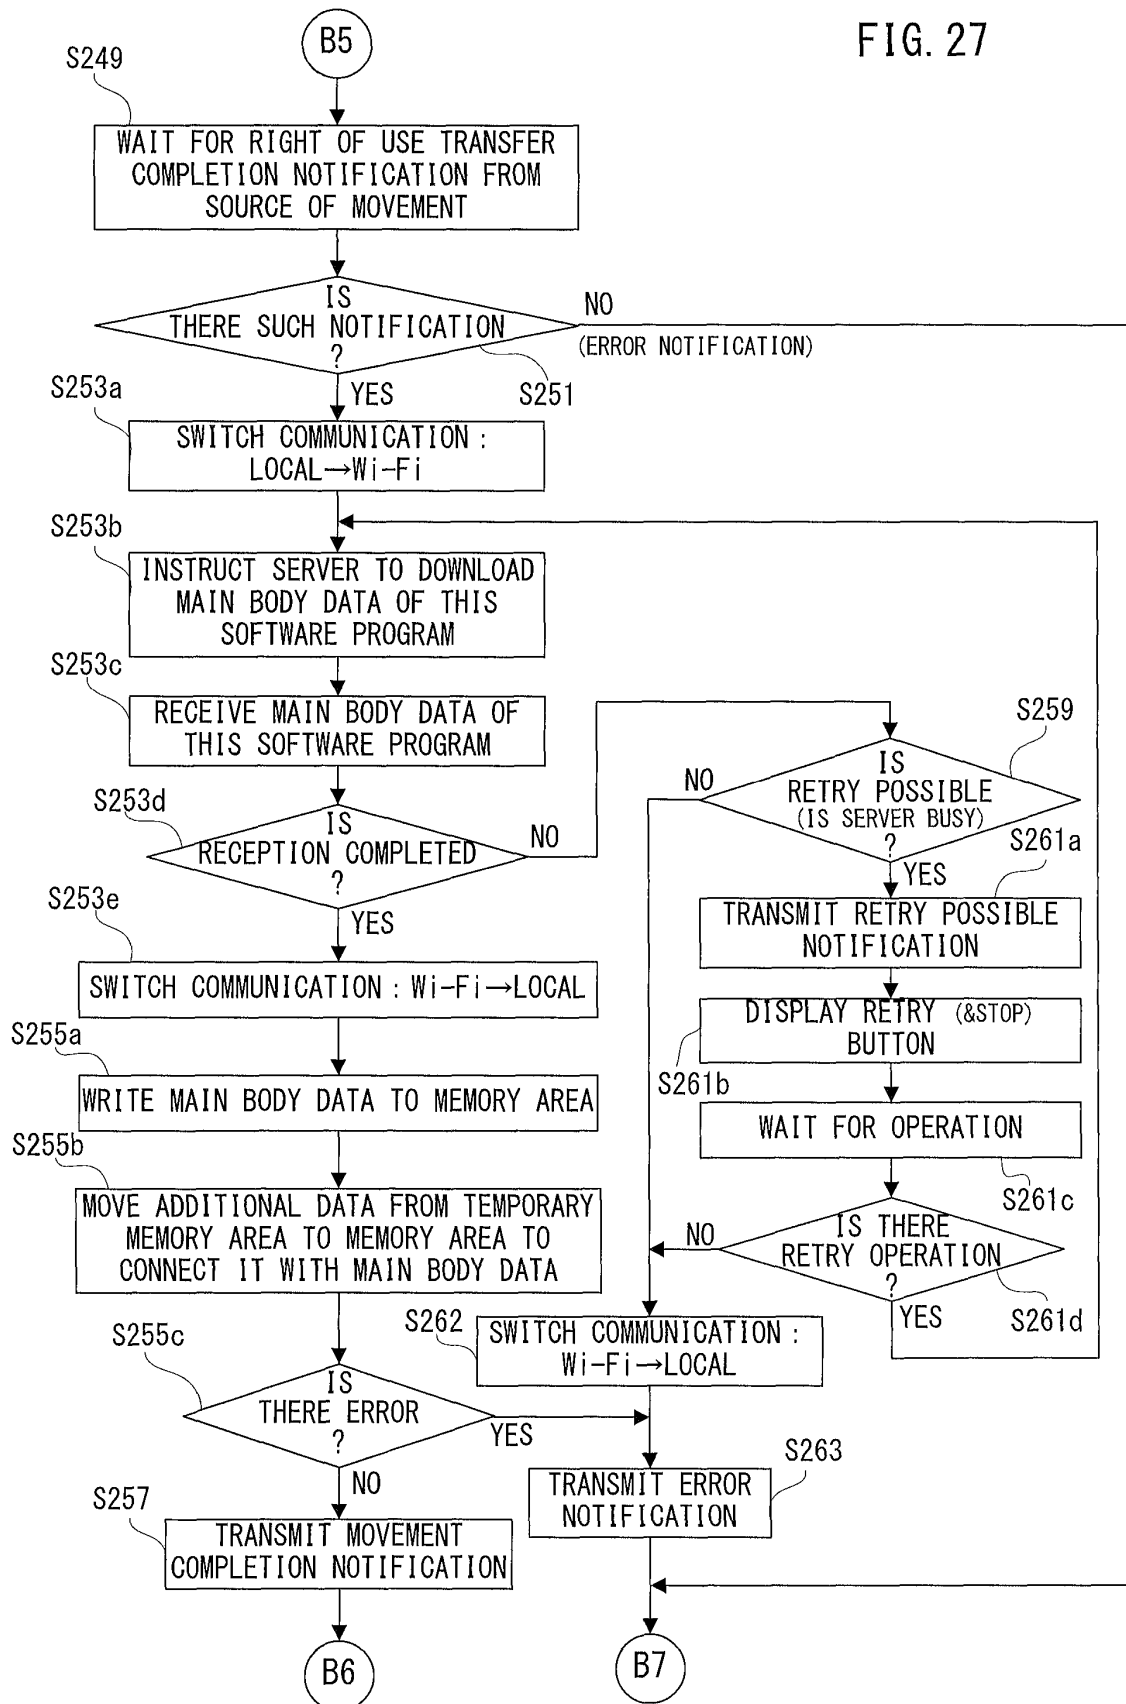 FIG. 27
B5
S249
WAIT FOR RIGHT OF USE TRANSFER
COMPLETION NOTIFICATION FROM
SOURCE OF MOVEMENT
IS
THERE SUCH NOTIFICATION
?
NO
(ERROR NOTIFICATION)
S251
YES
S253a
SWITCH COMMUNICATION :
LOCAL→Wi-Fi
S253b
INSTRUCT SERVER TO DOWNLOAD
MAIN BODY DATA OF THIS
SOFTWARE PROGRAM
S253c
RECEIVE MAIN BODY DATA OF
THIS SOFTWARE PROGRAM
S253d
IS
RECEPTION COMPLETED
?
NO
YES
S253e
SWITCH COMMUNICATION : Wi-Fi→LOCAL
S255a
WRITE MAIN BODY DATA TO MEMORY AREA
S255b
MOVE ADDITIONAL DATA FROM TEMPORARY
MEMORY AREA TO MEMORY AREA TO
CONNECT IT WITH MAIN BODY DATA
S255c
IS
THERE ERROR
?
YES
NO
S257
TRANSMIT MOVEMENT
COMPLETION NOTIFICATION
B6
S259
IS
RETRY POSSIBLE
(IS SERVER BUSY)
?
NO
YES
S261a
TRANSMIT RETRY POSSIBLE
NOTIFICATION
DISPLAY RETRY (&STOP)
BUTTON
S261b
WAIT FOR OPERATION
S261c
IS THERE
RETRY OPERATION
?
NO
YES
S261d
S262
SWITCH COMMUNICATION :
Wi-Fi→LOCAL
S263
TRANSMIT ERROR
NOTIFICATION
B7